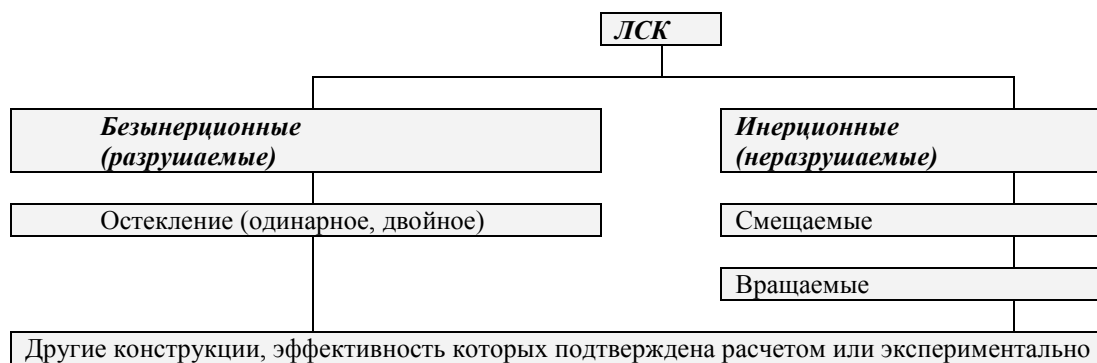 ЛСК
Безынерционные
(разрушаемые)
Инерционные
(неразрушаемые)
Остекление (одинарное, двойное)
Смещаемые
Вращаемые
Другие конструкции, эффективность которых подтверждена расчетом или экспериментально